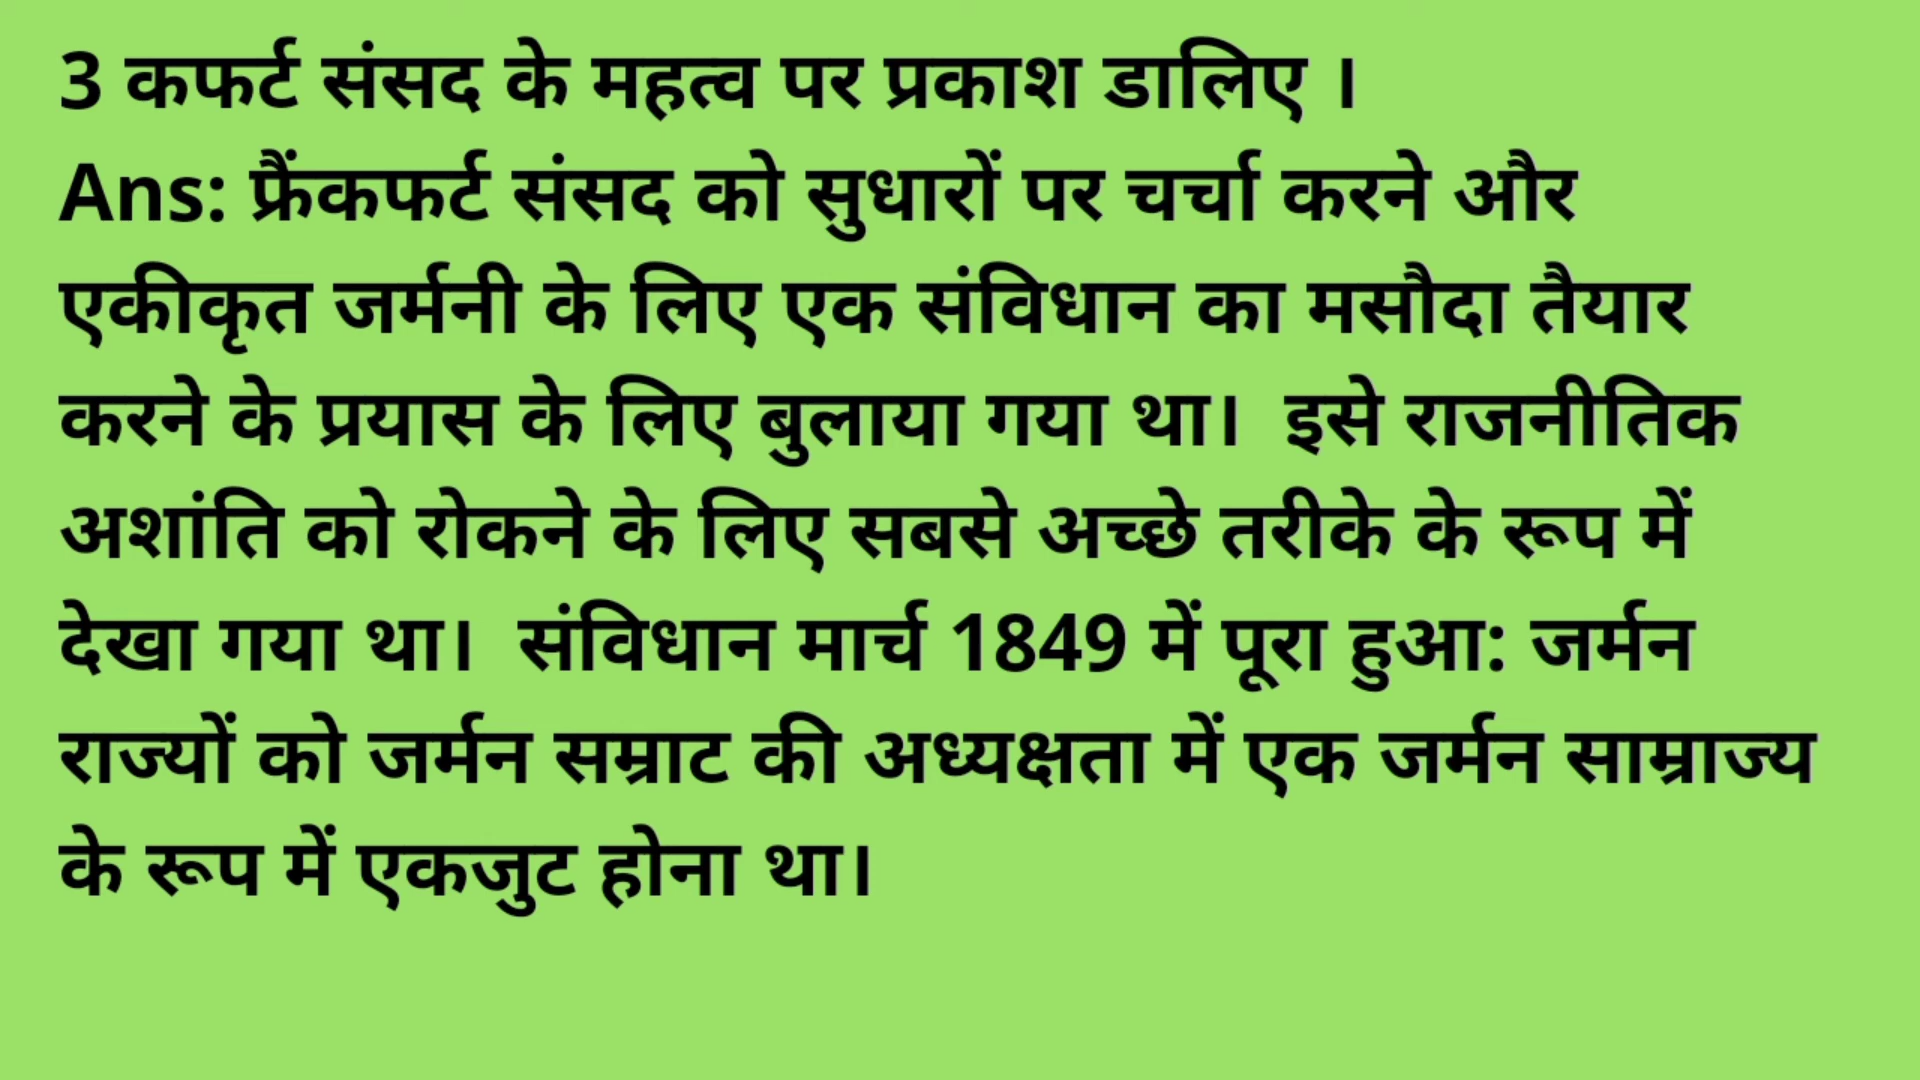 3 कफर्ट संसद के महत्व पर प्रकाश डालिए ।
Ans: फ्रैंकफर्ट संसद को सुधारों पर चर्चा करने और
एकीकृत जर्मनी के लिए एक संविधान का मसौदा तैयार
करने के प्रयास के लिए बुलाया गया था। इसे राजनीतिक
अशांति को रोकने के लिए सबसे अच्छे तरीके के रूप में
देखा गया था। संविधान मार्च 1849 में पूरा हुआ: जर्मन
राज्यों को जर्मन सम्राट की अध्यक्षता में एक जर्मन साम्राज्य
के रूप में एकजुट होना था।